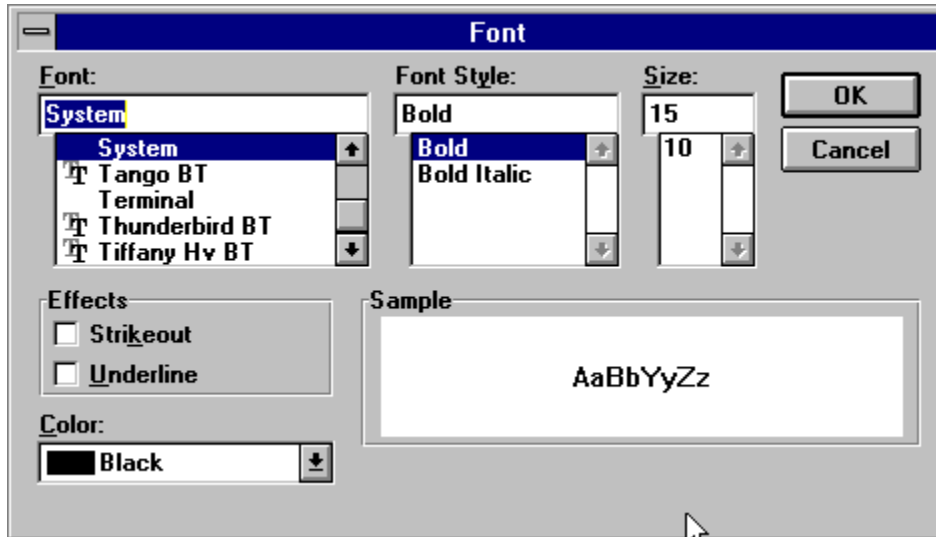 Font
Font:
System
System
Tango BT
Terminal
Thunderbird BT
Tiffany Hv BT
Font Style:
Bold
Bold
Bold Italic
Size:
15
10
OK
Cancel
Effects
Strikeout
Underline
Color:
Black
Sample
AaBbYyZz